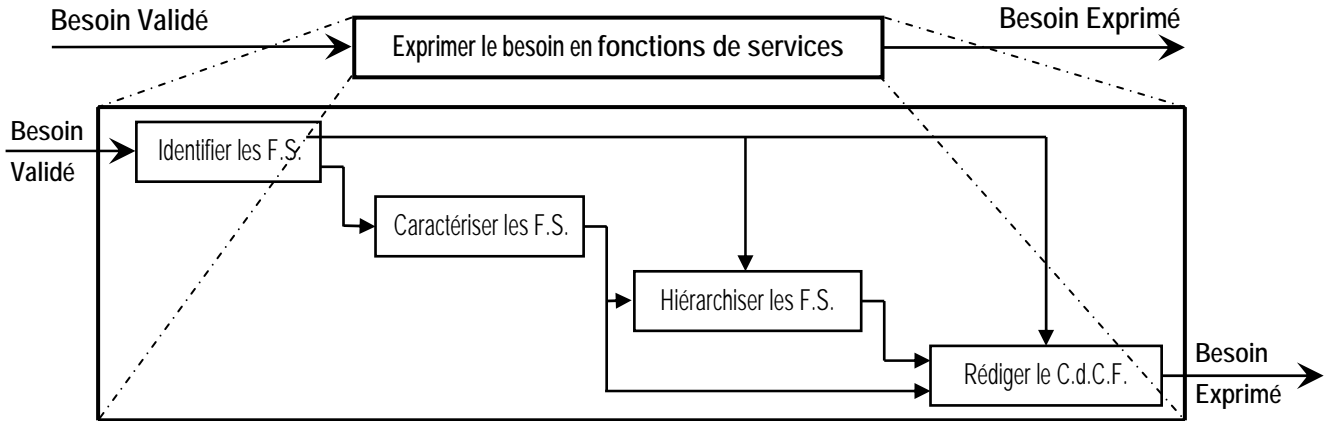 Besoin Validé
Exprimer le besoin en fonctions de services
Besoin Exprimé
Besoin
Validé
Identifier les F.S.
Caractériser les F.S.
Hiérarchiser les F.S.
Rédiger le C.d.C.F.
Besoin
Exprimé